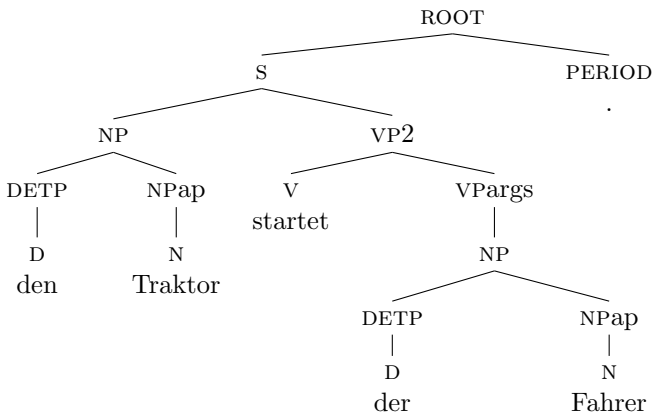 ROOT
S PERIOD
.
NP VP2
DETP NPap V VPargs
startet
D N NP
den Traktor
DETP NPap
D N
der Fahrer